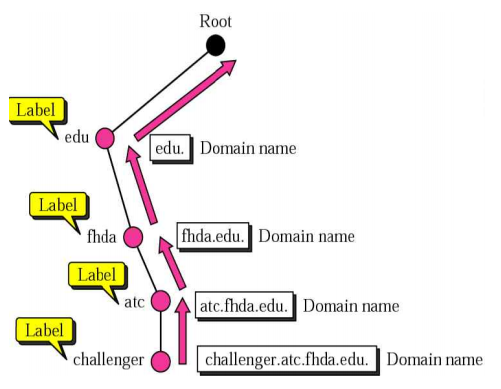 Root
Label
edu
edu. Domain name
Label
fhda
fhda.edu. Domain name
Label
atc
atc.fhda.edu. Domain name
Label
challenger
challenger.atc.fhda.edu. Domain name